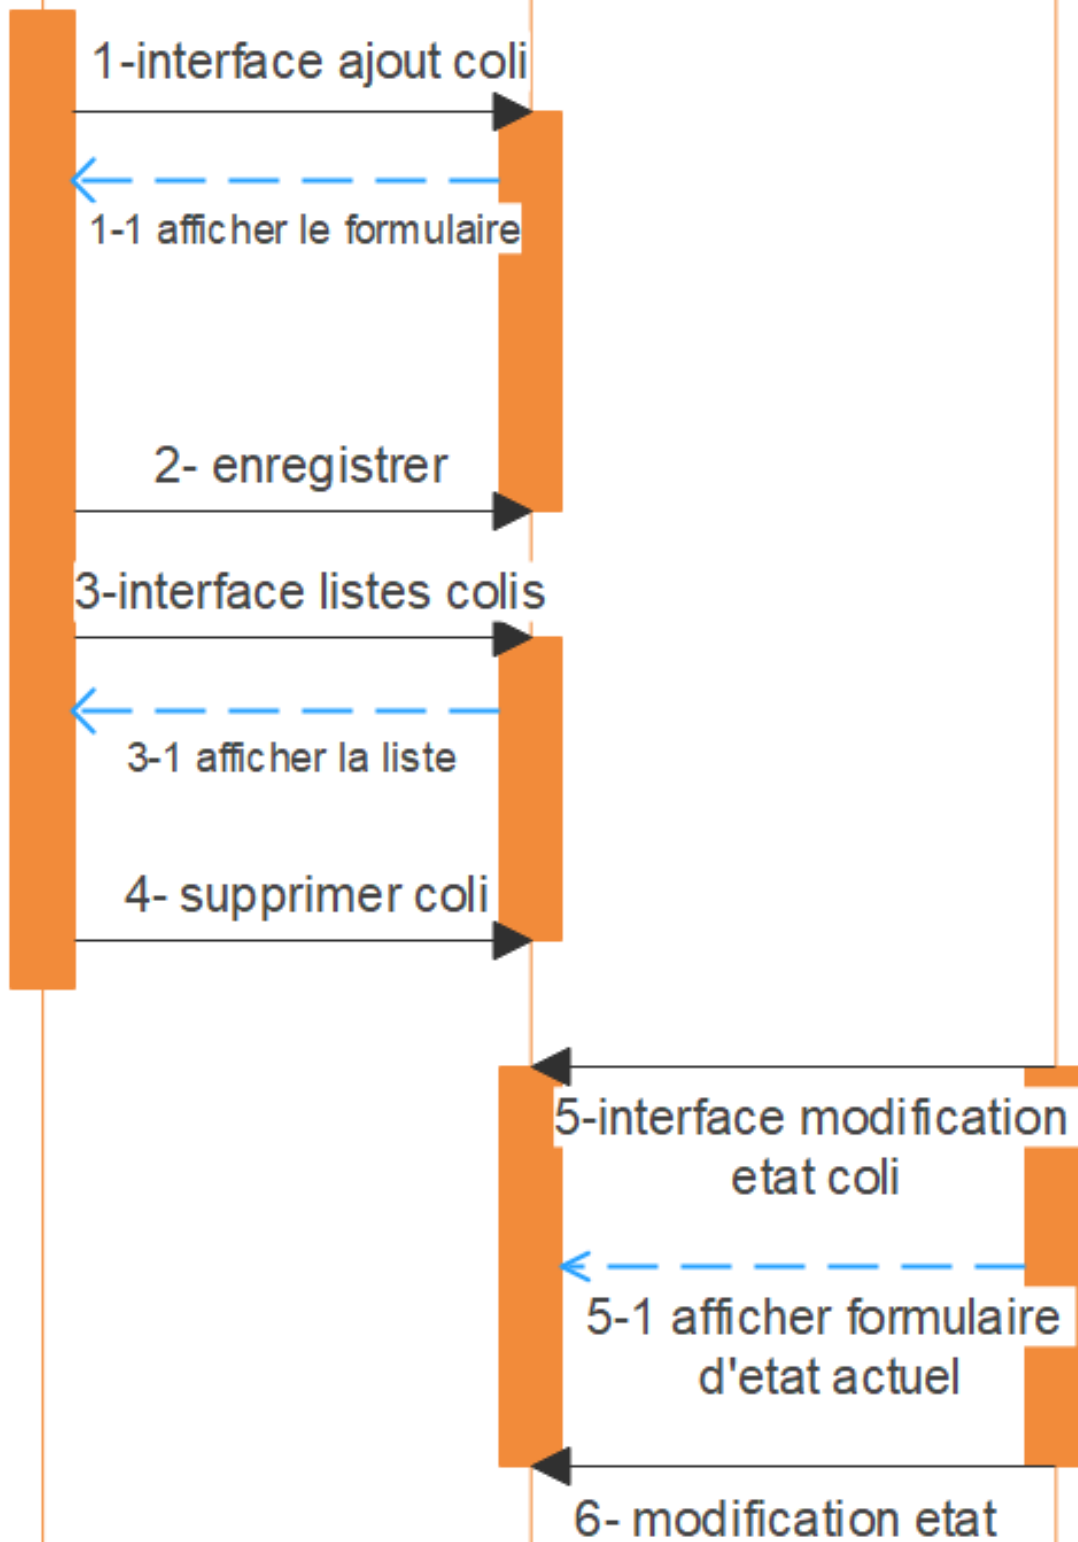 1-interface ajout coli
1-1 afficher le formulaire
2- enregistrer
3-interface listes colis
3-1 afficher la liste
4- supprimer coli
5-interface modification
etat coli
5-1 afficher formulaire
d'etat actuel
6- modification etat